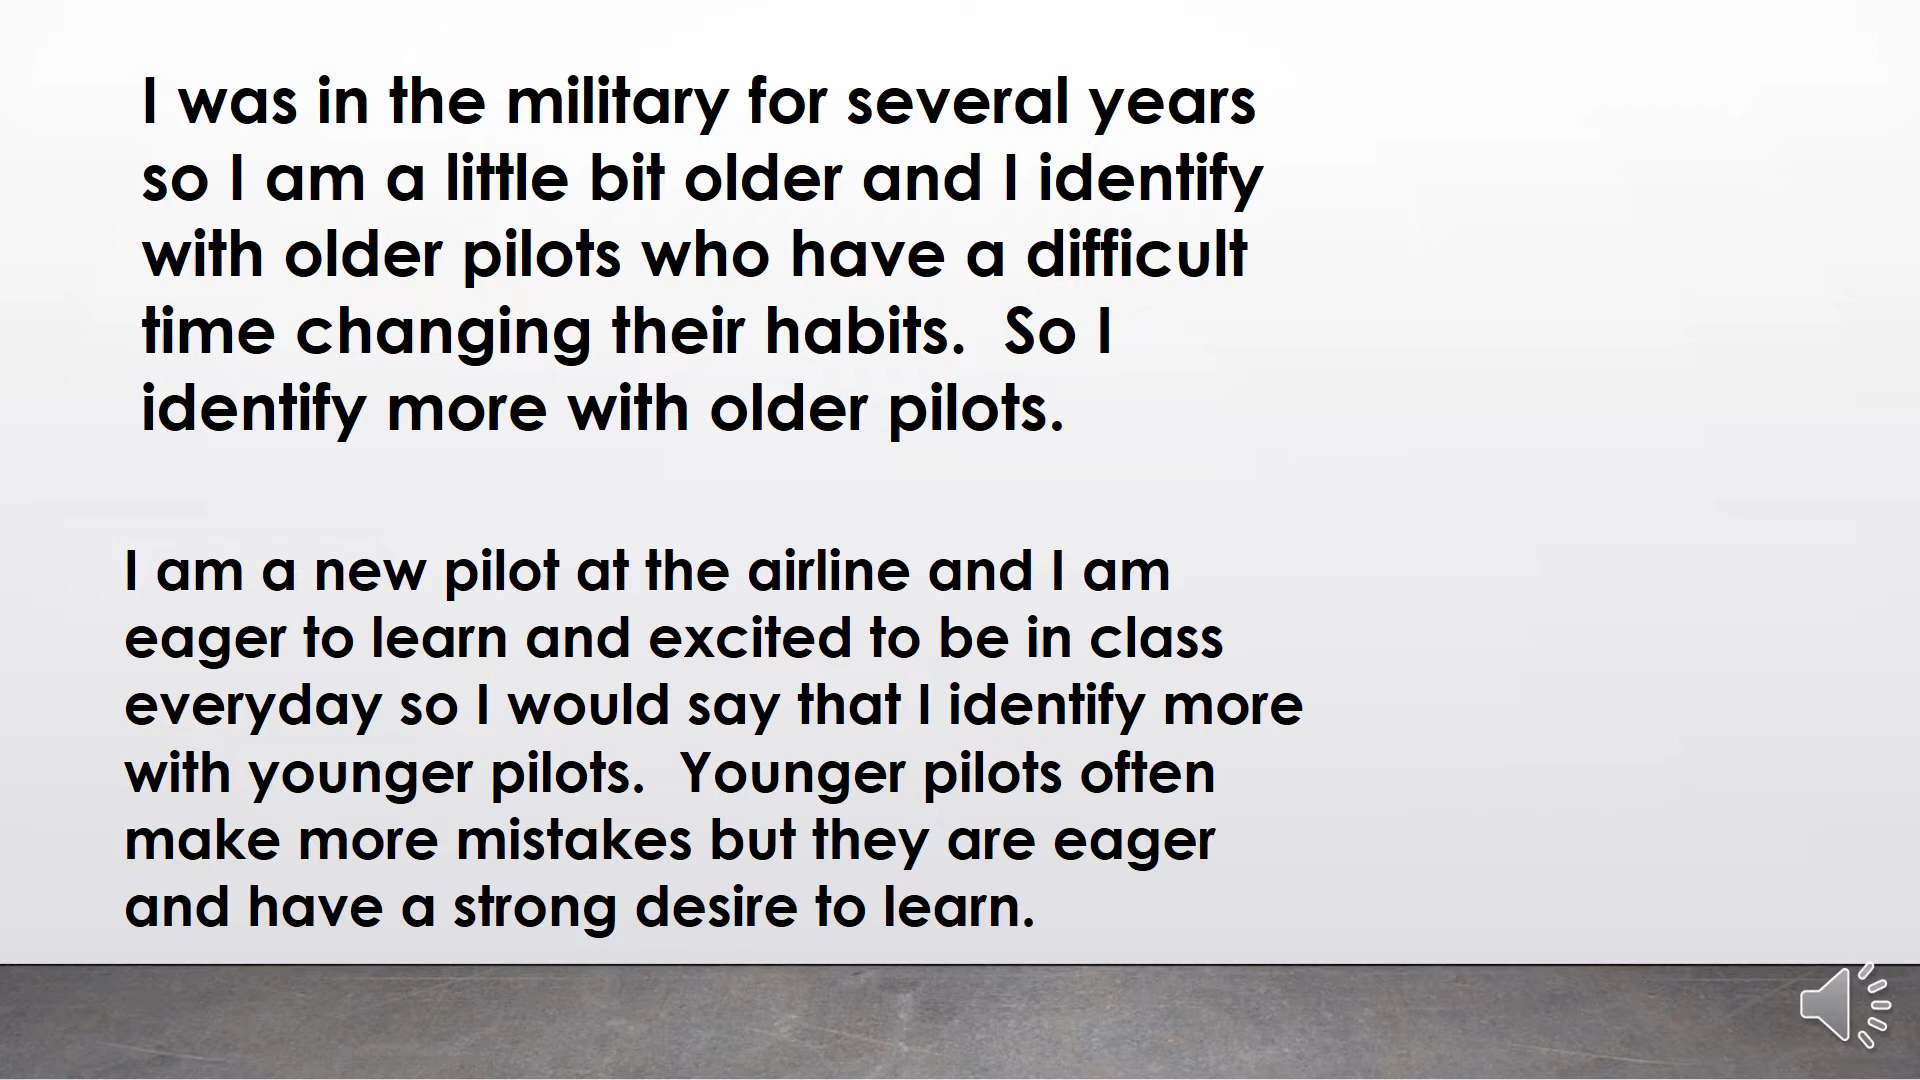 I was in the military for several years
so I am a little bit older and I identify
with older pilots who have a difficult
time changing their habits.  So I
identify more with older pilots.
I am a new pilot at the airline and I am
eager to learn and excited to be in class
everyday so I would say that I identify more
with younger pilots.  Younger pilots often
make more mistakes but they are eager
and have a strong desire to learn.